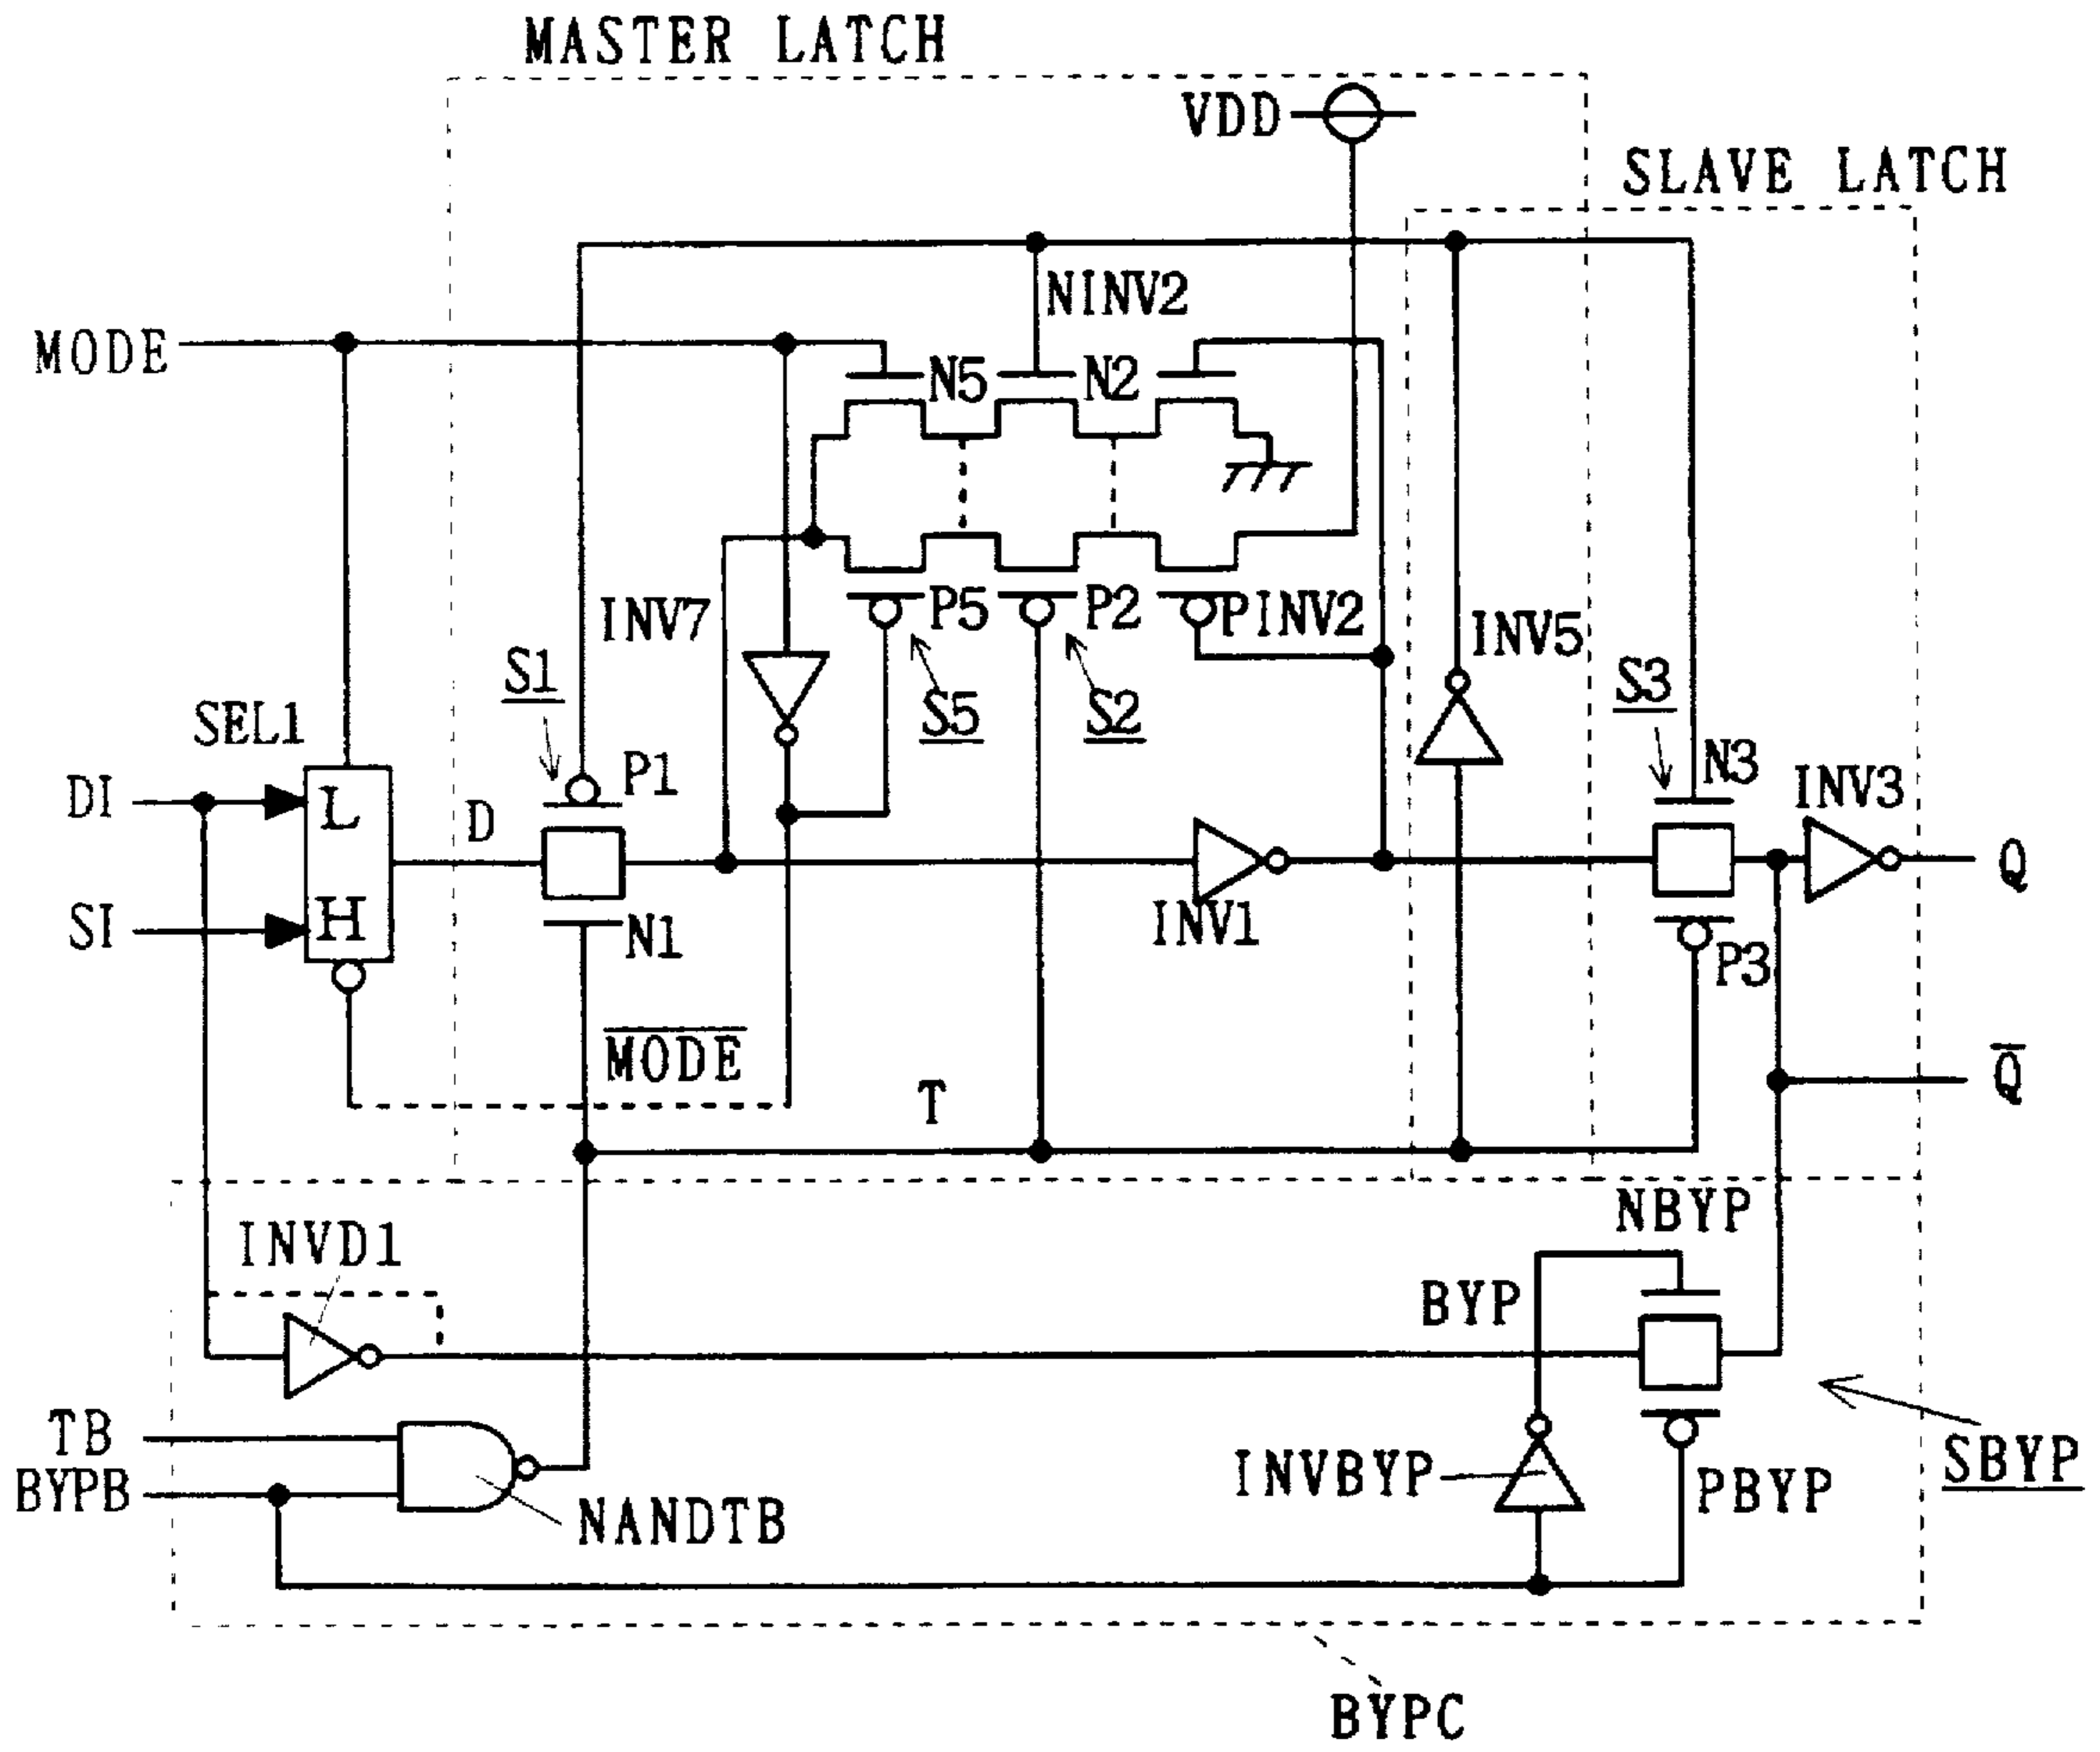 MASTER LATCH
VDD
SLAVE LATCH
NINV2
MODE
N5
N2
INV7
P5
P2
PINV2
INV5
S1
S5
S2
S3
SEL1
P1
N3
INV3
DI
L
D
Q
SI
H
N1
INV1
P3
MODE
T
Q
NBYP
INVD1
BYP
TB
BYPB
INVBYP
PBYP
SBYP
NANDTB
BYPC